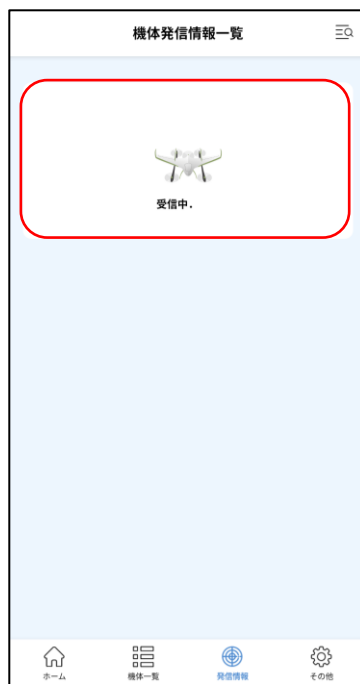 機体発信情報一覧
受信中.
ホーム
機体一覧
発信情報
その他